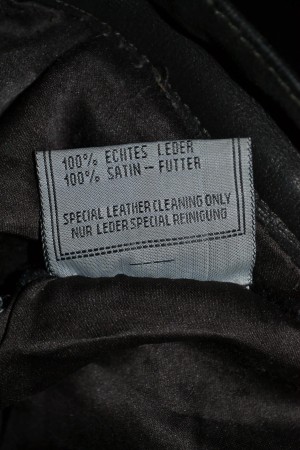 100% ECHTES LEDER
100% SATIN – FUTTER
SPECIAL LEATHER CLEANING ONLY
NUR LEDER SPECIAL REINIGUNG